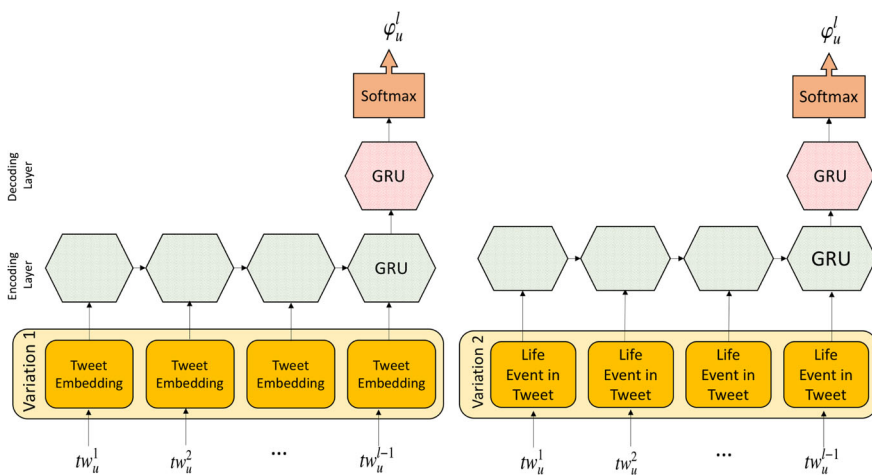 φ_u^l
φ_u^l
Softmax
Softmax
Decoding
Layer
GRU
GRU
Encoding
Layer
GRU
GRU
Variation 1
Tweet
Embedding
Tweet
Embedding
Tweet
Embedding
Tweet
Embedding
Variation 2
Life
Event in
Tweet
Life
Event in
Tweet
Life
Event in
Tweet
Life
Event in
Tweet
tw_u^1
tw_u^2
...
tw_u^{l-1}
tw_u^1
tw_u^2
...
tw_u^{l-1}